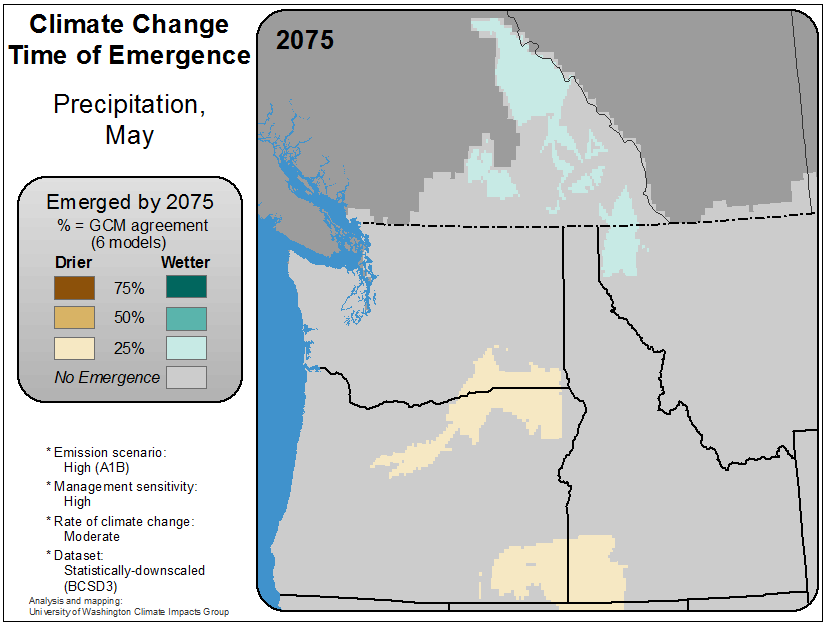 Climate Change
Time of Emergence
Precipitation,
May
2075
Emerged by 2075
% = GCM agreement
(6 models)
Drier Wetter
75%
50%
25%
No Emergence
* Emission scenario:
High (A1B)
* Management sensitivity:
High
* Rate of climate change:
Moderate
* Dataset:
Statistically-downscaled
(BCSD3)
Analysis and mapping:
University of Washington Climate Impacts Group